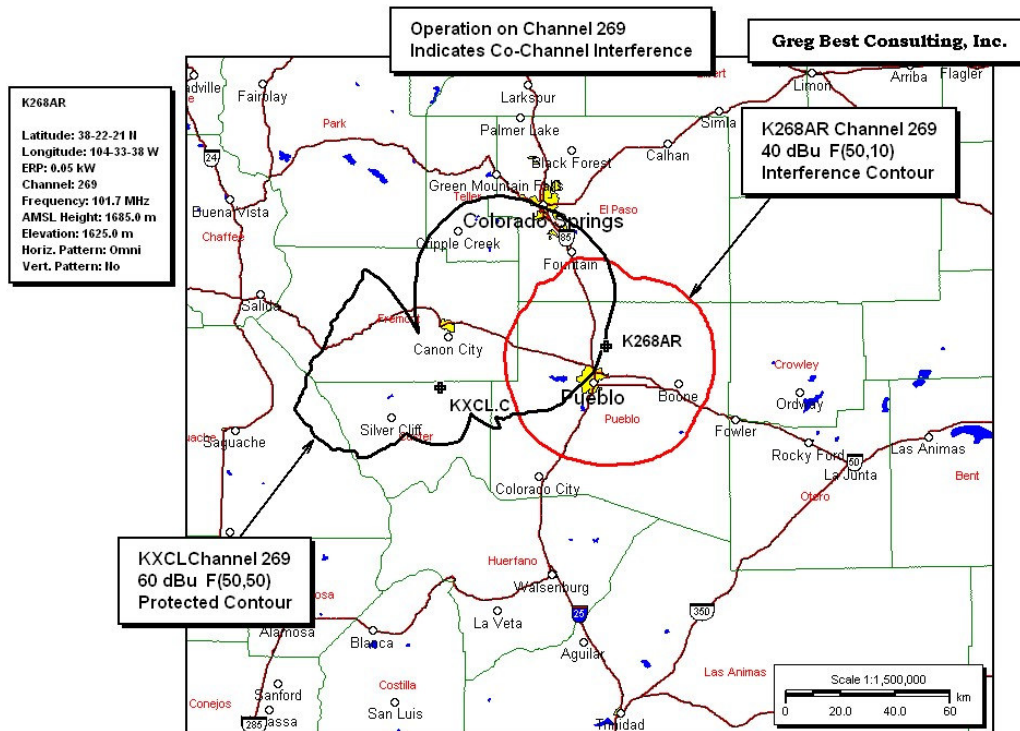 Operation on Channel 269
Indicates Co-Channel Interference
Greg Best Consulting, Inc.
K268AR
Latitude: 38-22-21 N
Longitude: 104-33-38 W
ERP: 0.05 kW
Channel: 269
Frequency: 101.7 MHz
AMSL Height: 1685.0 m
Elevation: 1625.0 m
Horiz. Pattern: Omni
Vert. Pattern: No
K268AR Channel 269
40 dBu F(50,10)
Interference Contour
Fairplay
Larkspur
Limon
Arriba
Flagler
Park
Palmer Lake
Simla
Black Forest
Calhan
24
Green Mountain Falls
Teller
El Paso
Buena Vista
Colorado Springs
Chaffee
Cripple Creek
85
Fountain
Salida
Fremont
Canon City
K268AR
Crowley
KXCL.C
Pueblo
Boone
Ordway
Silver Cliff
Custer
Pueblo
Fowler
Saguache
Rocky Ford
Las Animas
La Junta
50
Bent
Colorado City
Otero
KXCLChannel 269
60 dBu F(50,50)
Protected Contour
Huerfano
Walsenburg
Alamosa
La Veta
25
350
Blanca
Aguilar
Las Animas
Sanford
Costilla
Conejos
San Luis
285
Trinidad
Scale 1:1,500,000
km
0 20.0 40.0 60